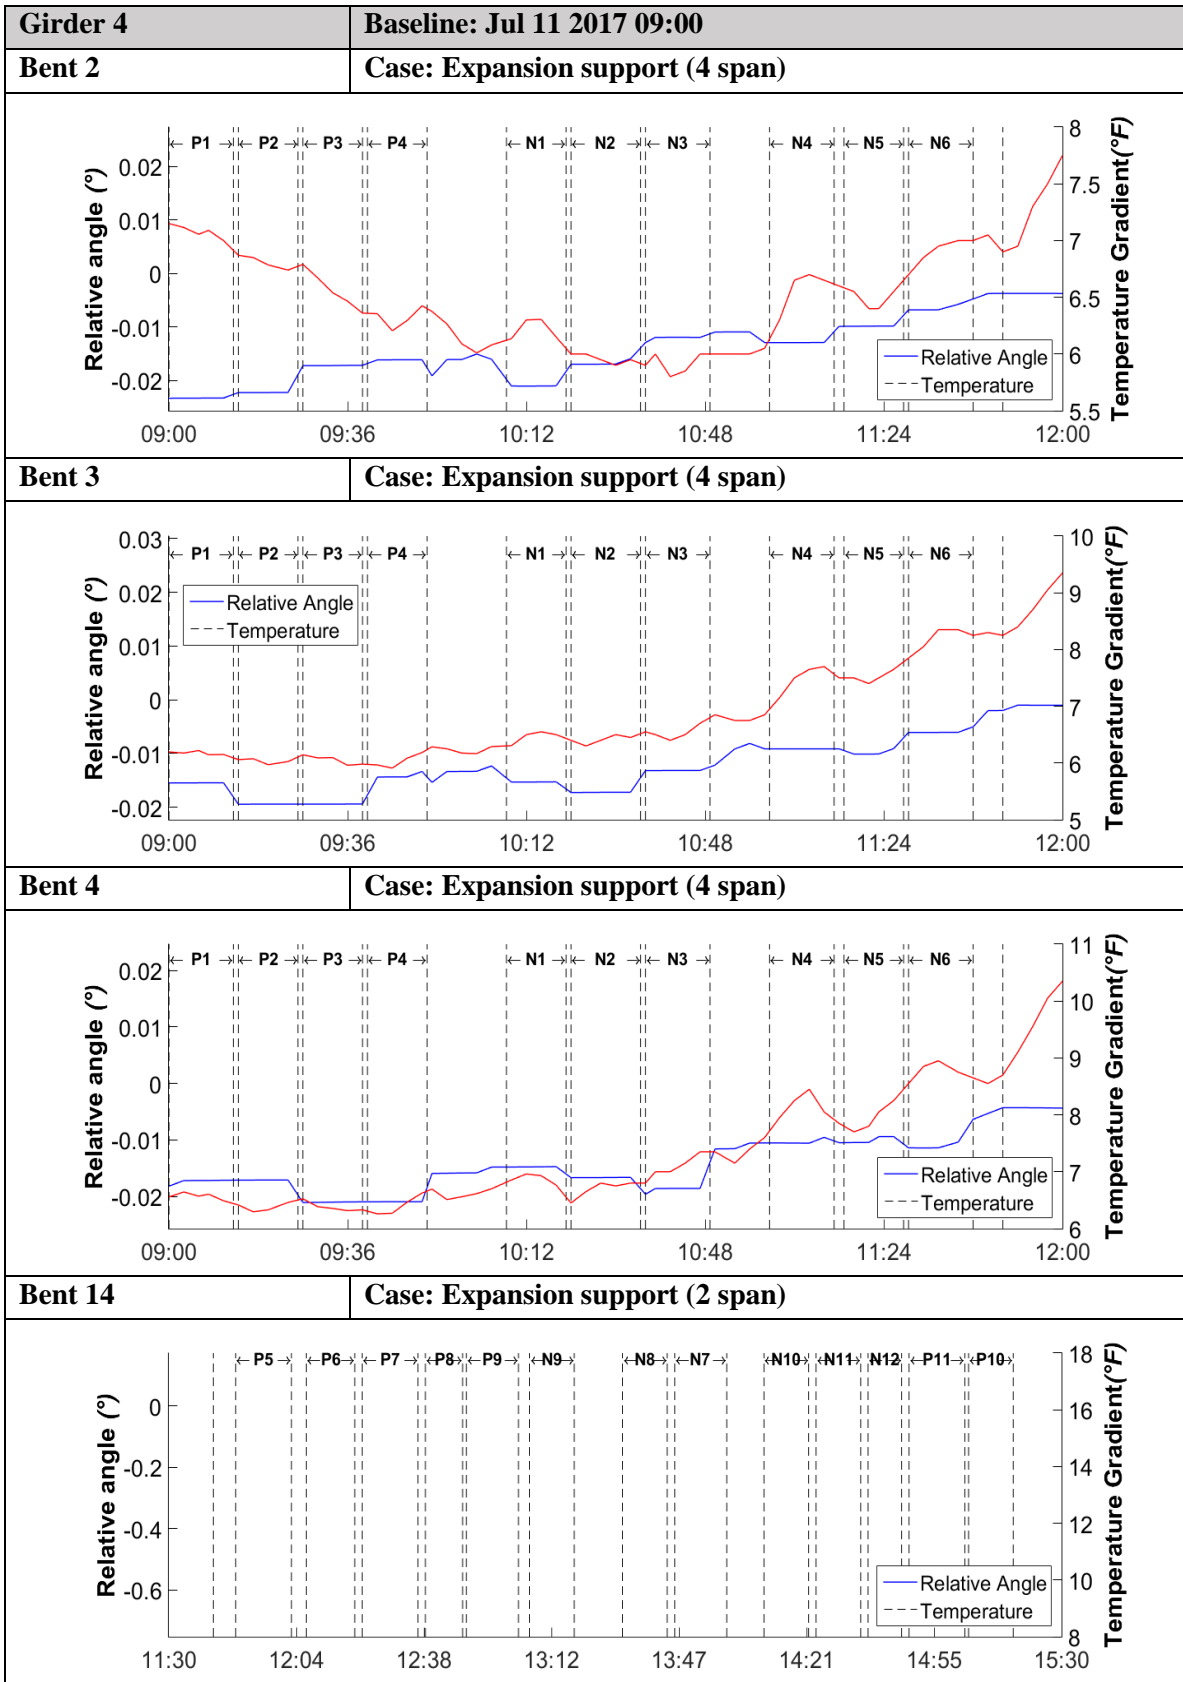 Girder 4 Baseline: Jul 11 2017 09:00
Bent 2 Case: Expansion support (4 span)
P1 P2 P3 P4 N1 N2 N3 N4 N5 N6
Relative angle (°)
0.02
0.01
0
-0.01
-0.02
Temperature Gradient(°F)
8
7.5
7
6.5
6
5.5
Relative Angle
Temperature
09:00 09:36 10:12 10:48 11:24 12:00
Bent 3 Case: Expansion support (4 span)
P1 P2 P3 P4 N1 N2 N3 N4 N5 N6
Relative angle (°)
0.03
0.02
0.01
0
-0.01
-0.02
Temperature Gradient(°F)
10
9
8
7
6
5
Relative Angle
Temperature
09:00 09:36 10:12 10:48 11:24 12:00
Bent 4 Case: Expansion support (4 span)
P1 P2 P3 P4 N1 N2 N3 N4 N5 N6
Relative angle (°)
0.02
0.01
0
-0.01
-0.02
Temperature Gradient(°F)
11
10
9
8
7
6
Relative Angle
Temperature
09:00 09:36 10:12 10:48 11:24 12:00
Bent 14 Case: Expansion support (2 span)
P5 P6 P7 P8 P9 N9 N8 N7 N10 N11 N12 P11 P10
Relative angle (°)
0
-0.2
-0.4
-0.6
Temperature Gradient(°F)
18
16
14
12
10
8
Relative Angle
Temperature
11:30 12:04 12:38 13:12 13:47 14:21 14:55 15:30